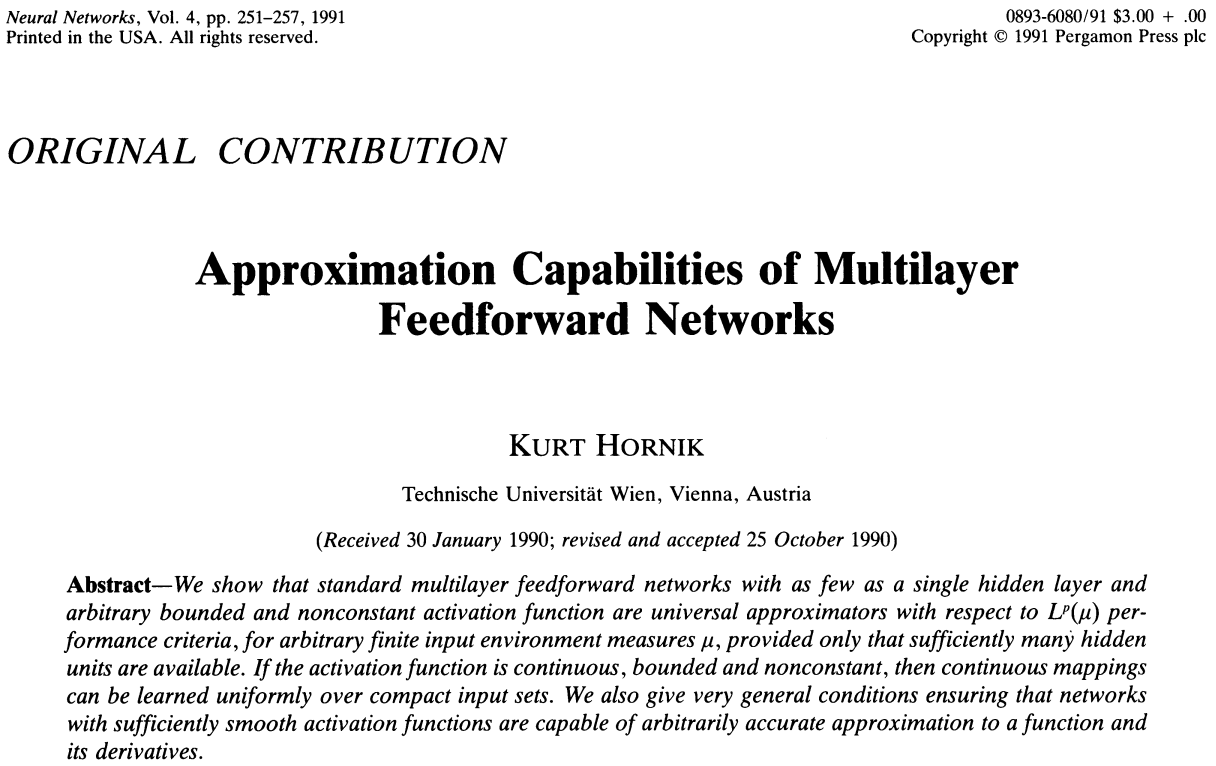 Neural Networks, Vol. 4, pp. 251–257, 1991
Printed in the USA. All rights reserved.
0893-6080/91 $3.00 + .00
Copyright © 1991 Pergamon Press plc
ORIGINAL CONTRIBUTION
Approximation Capabilities of Multilayer
Feedforward Networks
KURT HORNIK
Technische Universität Wien, Vienna, Austria
(Received 30 January 1990; revised and accepted 25 October 1990)
Abstract—We show that standard multilayer feedforward networks with as few as a single hidden layer and
arbitrary bounded and nonconstant activation function are universal approximators with respect to Lᵖ(μ) per-
formance criteria, for arbitrary finite input environment measures μ, provided only that sufficiently many hidden
units are available. If the activation function is continuous, bounded and nonconstant, then continuous mappings
can be learned uniformly over compact input sets. We also give very general conditions ensuring that networks
with sufficiently smooth activation functions are capable of arbitrarily accurate approximation to a function and
its derivatives.